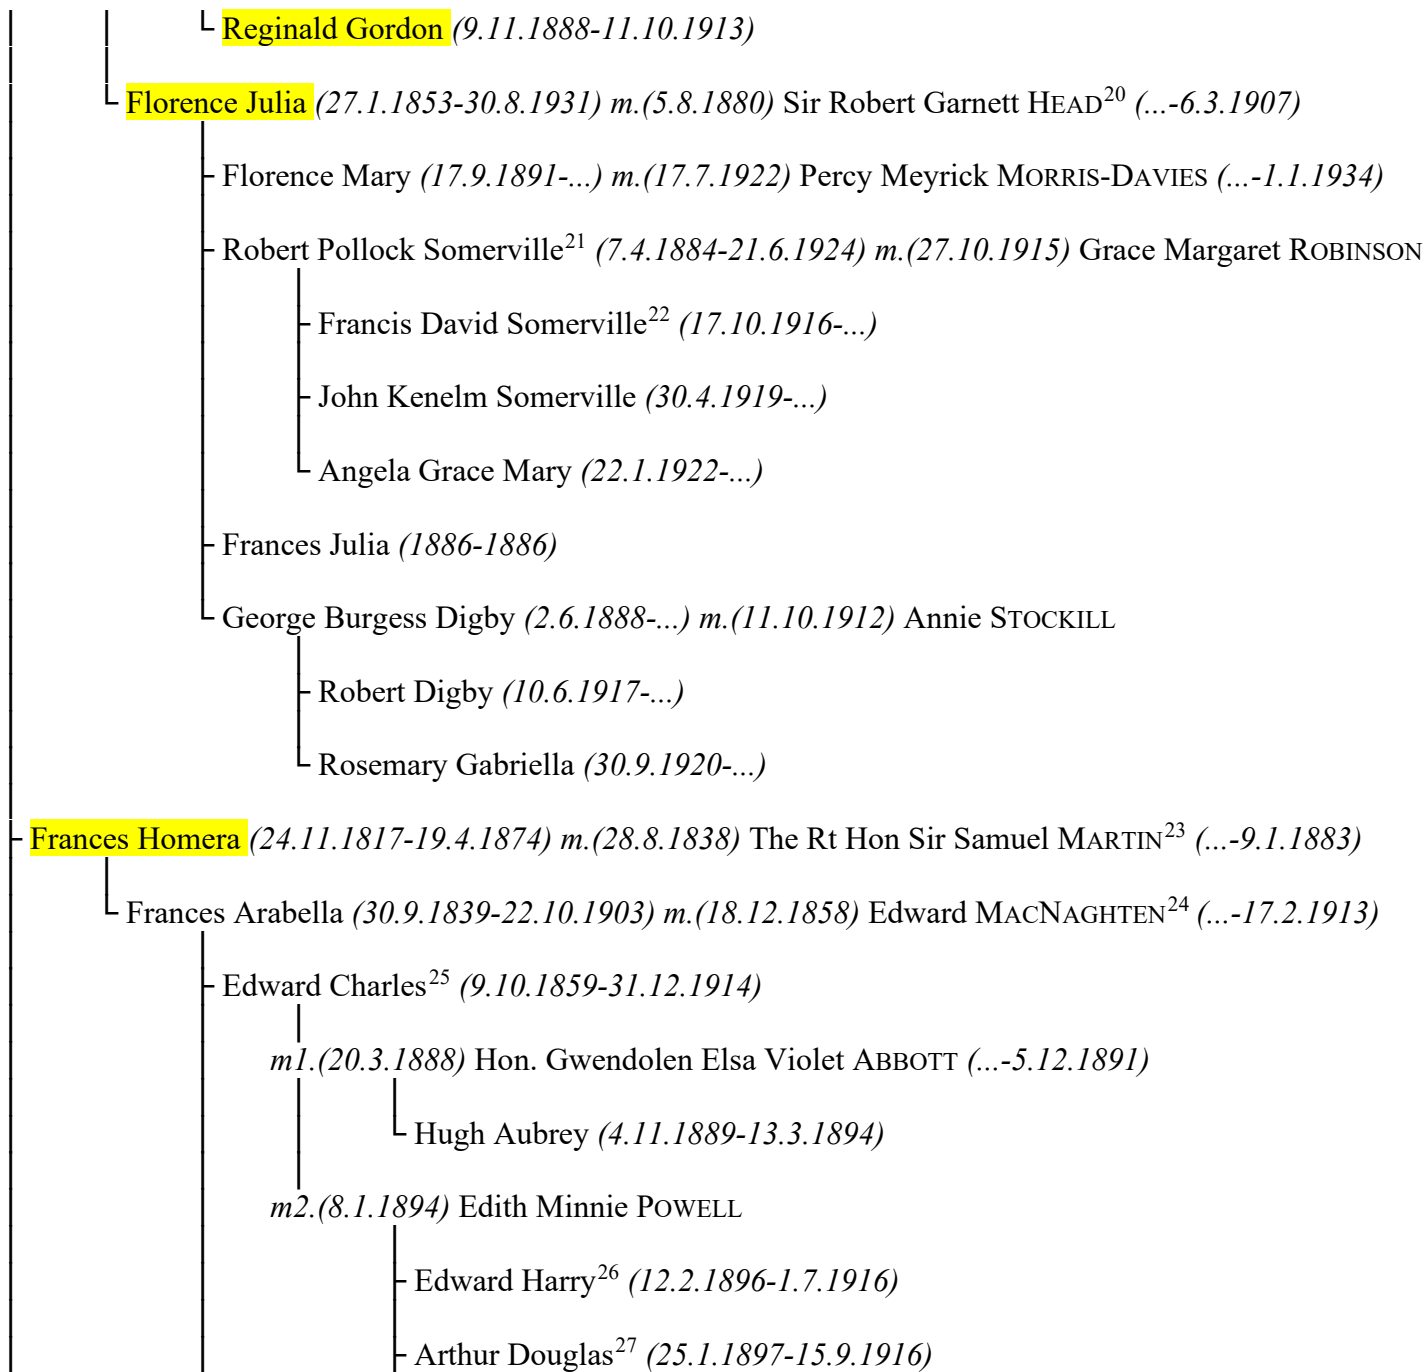 Reginald Gordon (9.11.1888-11.10.1913)
Florence Julia (27.1.1853-30.8.1931) m.(5.8.1880) Sir Robert Garnett HEAD20 (...-6.3.1907)
Florence Mary (17.9.1891-...) m.(17.7.1922) Percy Meyrick MORRIS-DAVIES (...-1.1.1934)
Robert Pollock Somerville21 (7.4.1884-21.6.1924) m.(27.10.1915) Grace Margaret ROBINSON
Francis David Somerville22 (17.10.1916-...)
John Kenelm Somerville (30.4.1919-...)
Angela Grace Mary (22.1.1922-...)
Frances Julia (1886-1886)
George Burgess Digby (2.6.1888-...) m.(11.10.1912) Annie STOCKILL
Robert Digby (10.6.1917-...)
Rosemary Gabriella (30.9.1920-...)
Frances Homera (24.11.1817-19.4.1874) m.(28.8.1838) The Rt Hon Sir Samuel MARTIN23 (...-9.1.1883)
Frances Arabella (30.9.1839-22.10.1903) m.(18.12.1858) Edward MACNAGHTEN24 (...-17.2.1913)
Edward Charles25 (9.10.1859-31.12.1914)
m1.(20.3.1888) Hon. Gwendolen Elsa Violet ABBOTT (...-5.12.1891)
Hugh Aubrey (4.11.1889-13.3.1894)
m2.(8.1.1894) Edith Minnie POWELL
Edward Harry26 (12.2.1896-1.7.1916)
Arthur Douglas27 (25.1.1897-15.9.1916)